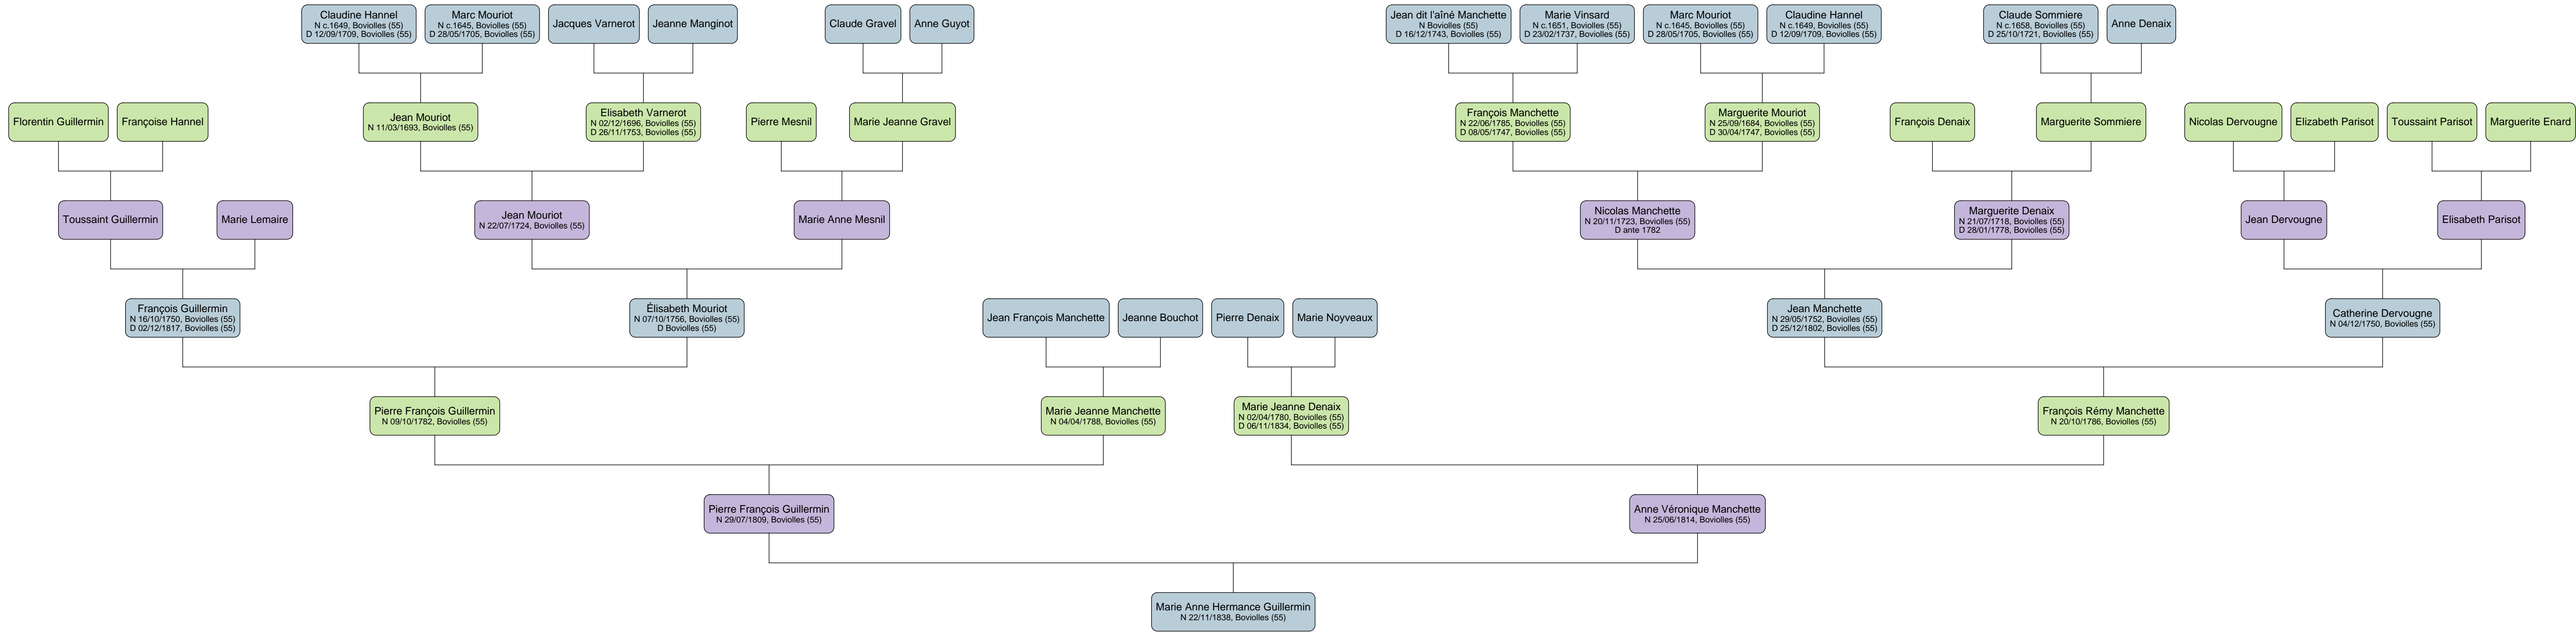 Claudine Hannel
N c.1649, Boviolles (55)
D 12/09/1709, Boviolles (55)
Marc Mouriot
N c.1645, Boviolles (55)
D 28/05/1705, Boviolles (55)
Jacques Varnerot
Jeanne Manginot
Claude Gravel
Anne Guyot
Jean dit l'aîné Manchette
N Boviolles (55)
D 16/12/1743, Boviolles (55)
Marie Vinsard
N c.1651, Boviolles (55)
D 23/02/1737, Boviolles (55)
Marc Mouriot
N c.1645, Boviolles (55)
D 28/05/1705, Boviolles (55)
Claudine Hannel
N c.1649, Boviolles (55)
D 12/09/1709, Boviolles (55)
Claude Sommiere
N c.1658, Boviolles (55)
D 25/10/1721, Boviolles (55)
Anne Denaix
Florentin Guillermin
Françoise Hannel
Jean Mouriot
N 11/03/1693, Boviolles (55)
Elisabeth Varnerot
N 02/12/1696, Boviolles (55)
D 26/11/1753, Boviolles (55)
Pierre Mesnil
Marie Jeanne Gravel
François Manchette
N 22/06/1785, Boviolles (55)
D 08/05/1747, Boviolles (55)
Marguerite Mouriot
N 25/09/1684, Boviolles (55)
D 30/04/1747, Boviolles (55)
François Denaix
Marguerite Sommiere
Nicolas Dervougne
Elizabeth Parisot
Toussaint Parisot
Marguerite Enard
Toussaint Guillermin
Marie Lemaire
Jean Mouriot
N 22/07/1724, Boviolles (55)
Marie Anne Mesnil
Nicolas Manchette
N 20/11/1723, Boviolles (55)
D ante 1782
Marguerite Denaix
N 21/07/1718, Boviolles (55)
D 28/01/1778, Boviolles (55)
Jean Dervougne
Elisabeth Parisot
François Guillermin
N 16/10/1750, Boviolles (55)
D 02/12/1817, Boviolles (55)
Élisabeth Mouriot
N 07/10/1756, Boviolles (55)
D Boviolles (55)
Jean François Manchette
Jeanne Bouchot
Pierre Denaix
Marie Noyveaux
Jean Manchette
N 29/05/1752, Boviolles (55)
D 25/12/1802, Boviolles (55)
Catherine Dervougne
N 04/12/1750, Boviolles (55)
Pierre François Guillermin
N 09/10/1782, Boviolles (55)
Marie Jeanne Manchette
N 04/04/1788, Boviolles (55)
Marie Jeanne Denaix
N 02/04/1780, Boviolles (55)
D 06/11/1834, Boviolles (55)
François Rémy Manchette
N 20/10/1786, Boviolles (55)
Pierre François Guillermin
N 29/07/1809, Boviolles (55)
Anne Véronique Manchette
N 25/06/1814, Boviolles (55)
Marie Anne Hermance Guillermin
N 22/11/1838, Boviolles (55)